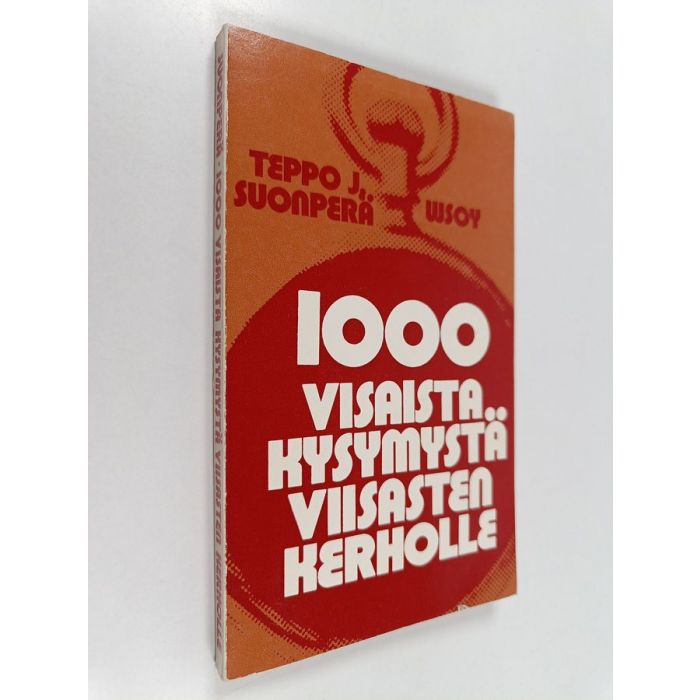 TEPPO J.
SUONPERÄ
WSOY
1000
VISAISTA
KYSYMYSTÄ
VIISASTEN
KERHOLLE
SUONPERÄ · 1000 VISAISTA KYSYMYSTÄ VIISASTEN KERHOLLE